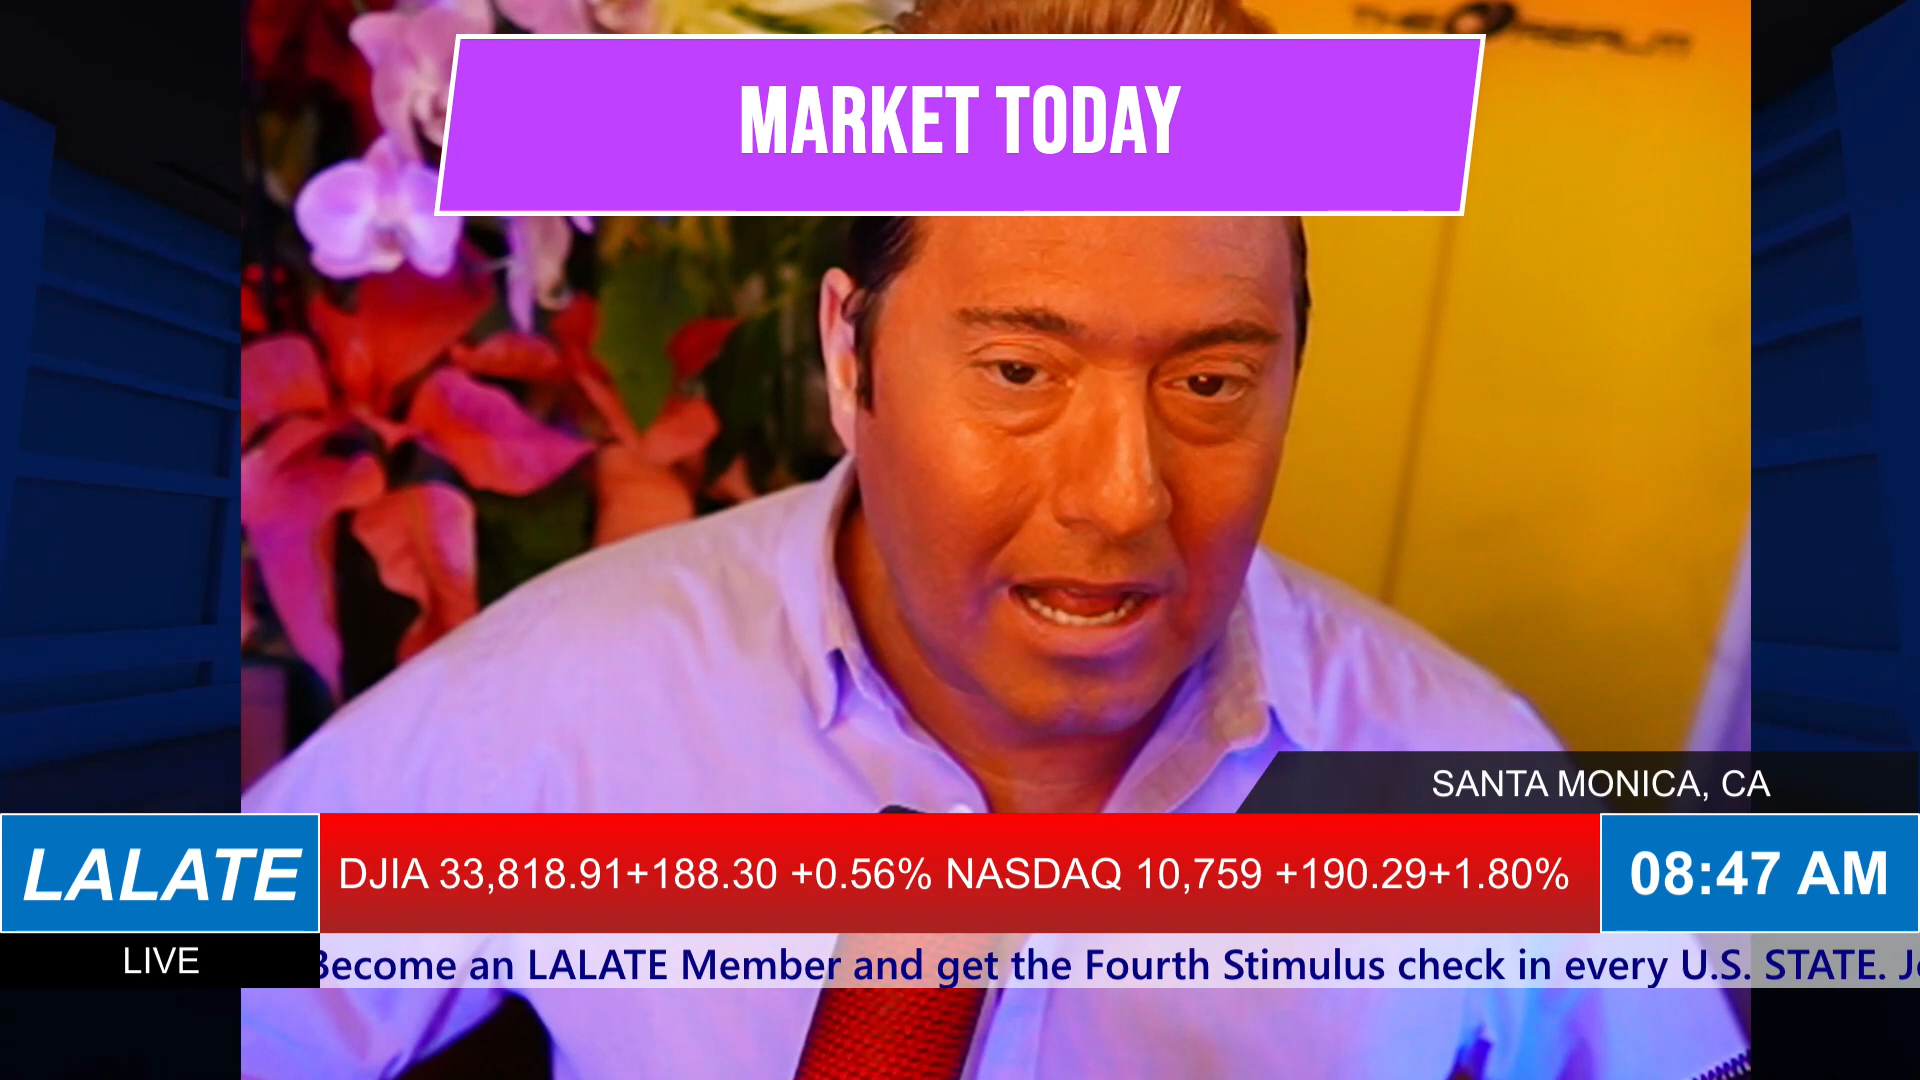 MARKET TODAY
SANTA MONICA, CA
LALATE
DJIA 33,818.91+188.30 +0.56% NASDAQ 10,759 +190.29+1.80%
08:47 AM
LIVE
Become an LALATE Member and get the Fourth Stimulus check in every U.S. STATE.